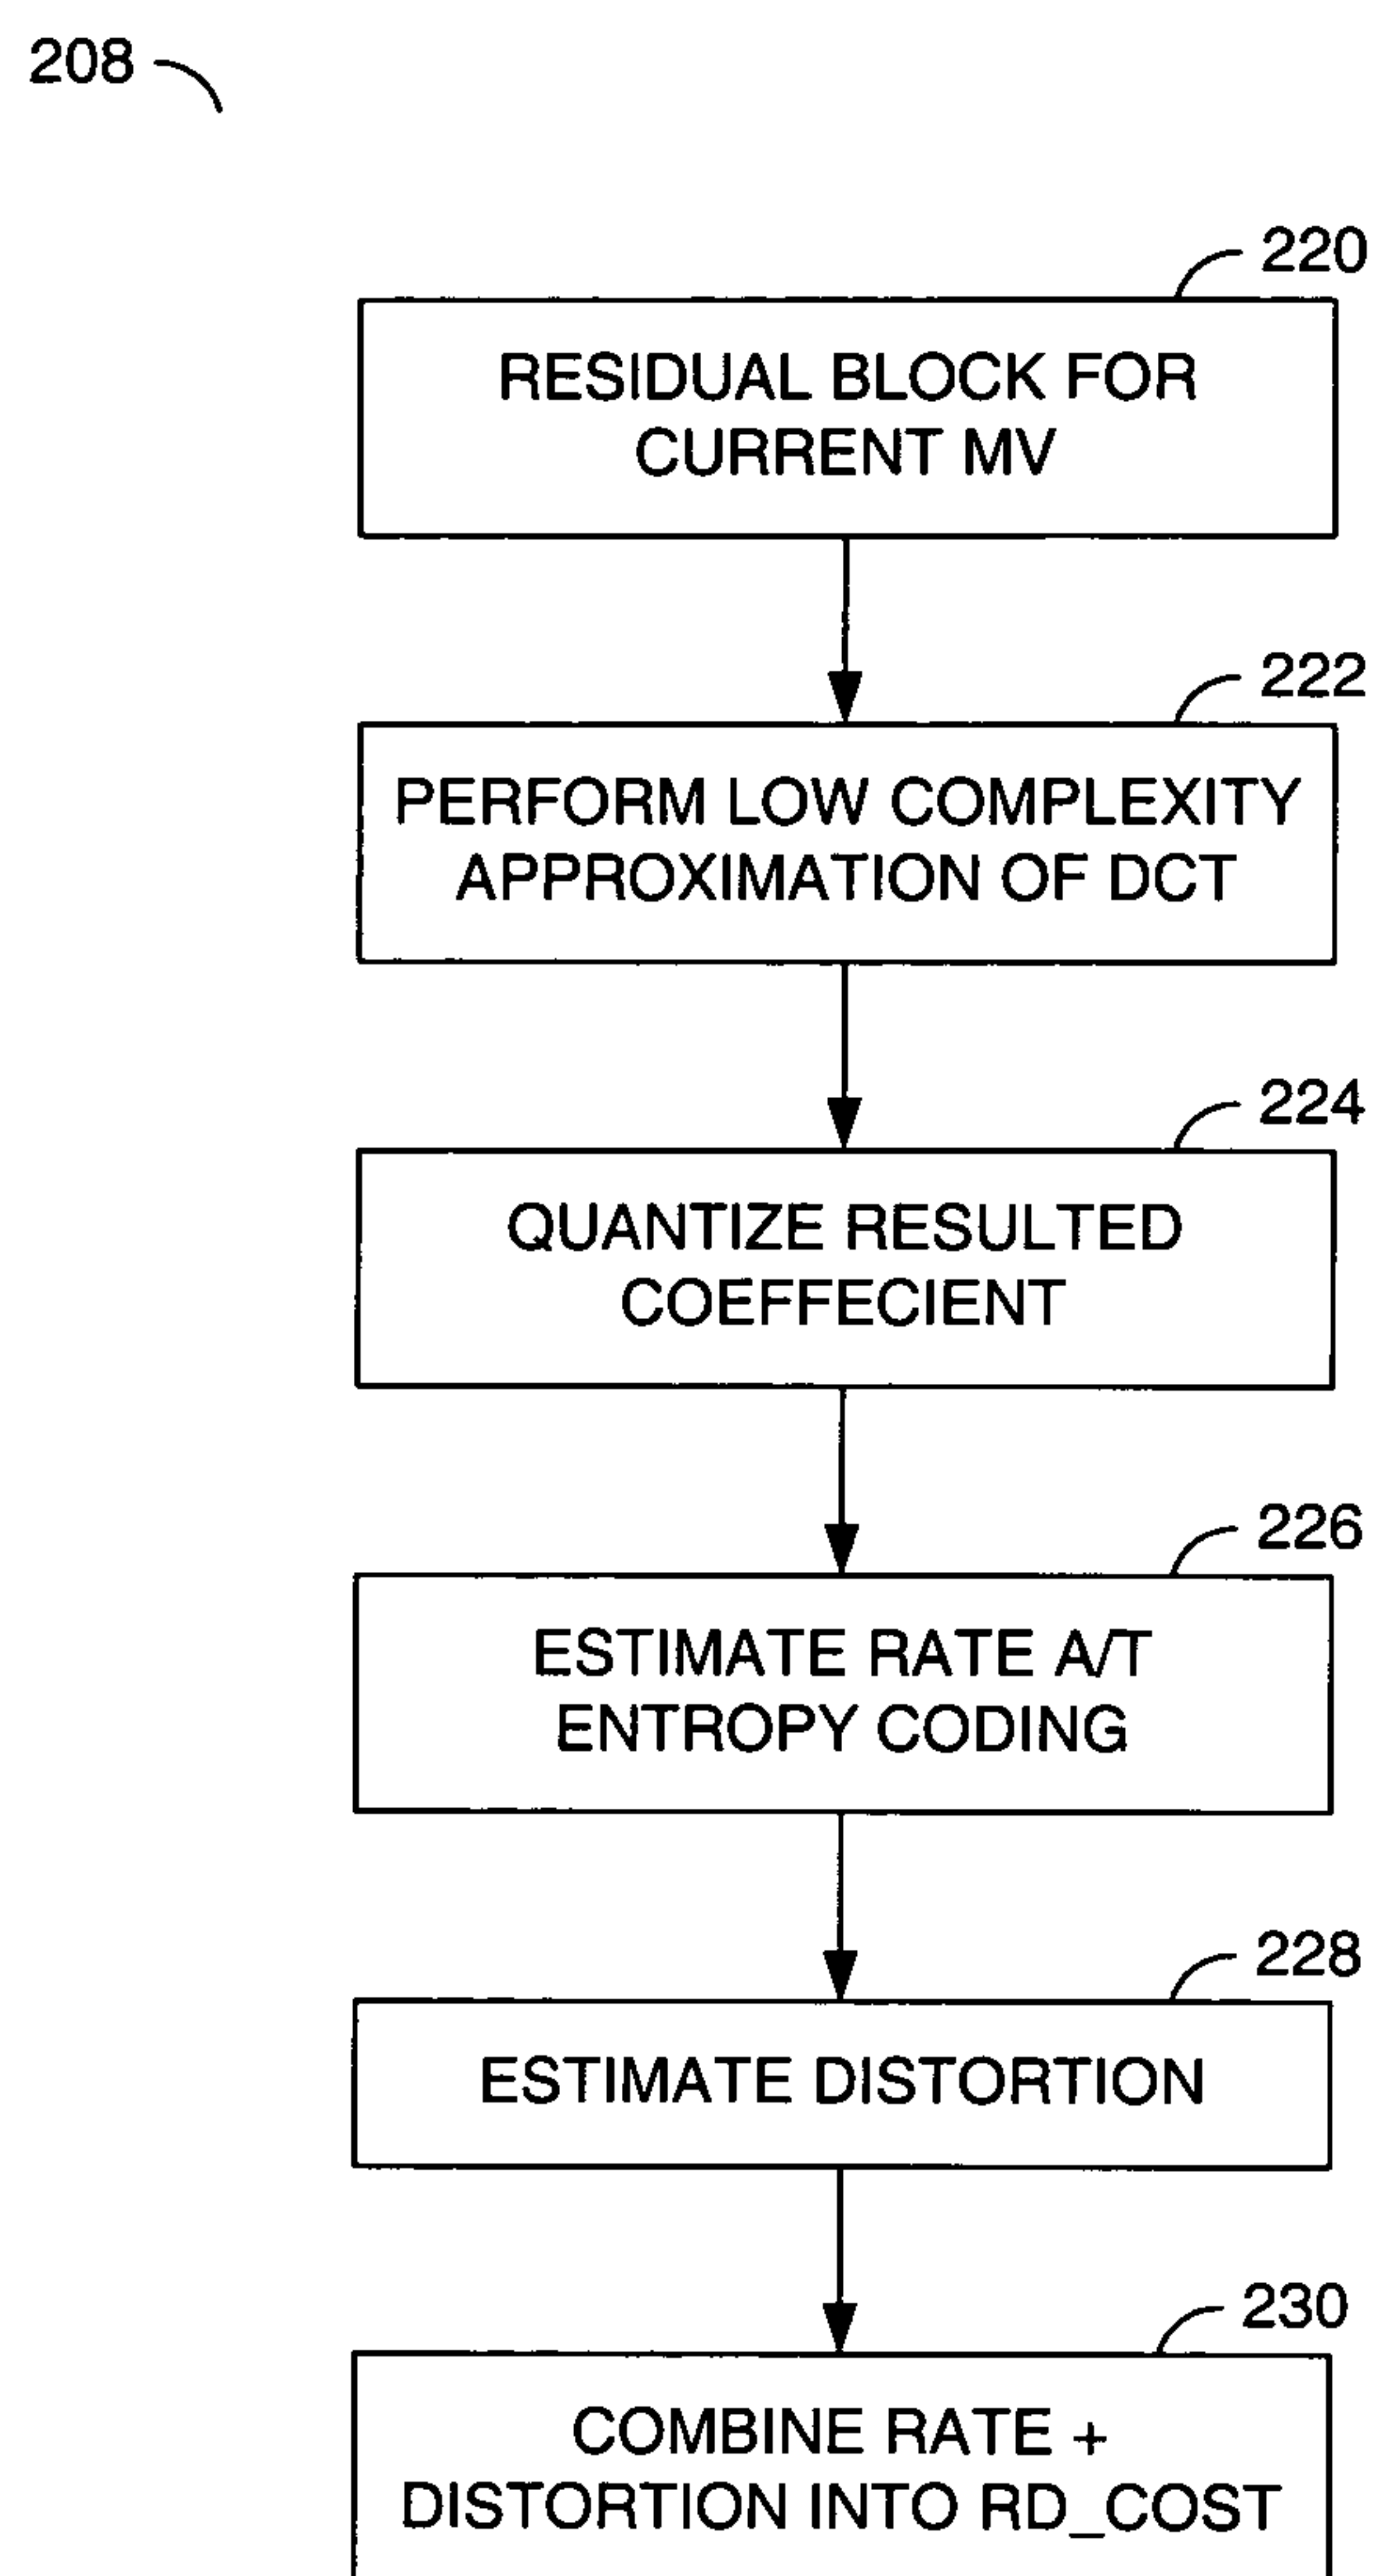 208
220
RESIDUAL BLOCK FOR
CURRENT MV
222
PERFORM LOW COMPLEXITY
APPROXIMATION OF DCT
224
QUANTIZE RESULTED
COEFFECIENT
226
ESTIMATE RATE A/T
ENTROPY CODING
228
ESTIMATE DISTORTION
230
COMBINE RATE +
DISTORTION INTO RD_COST